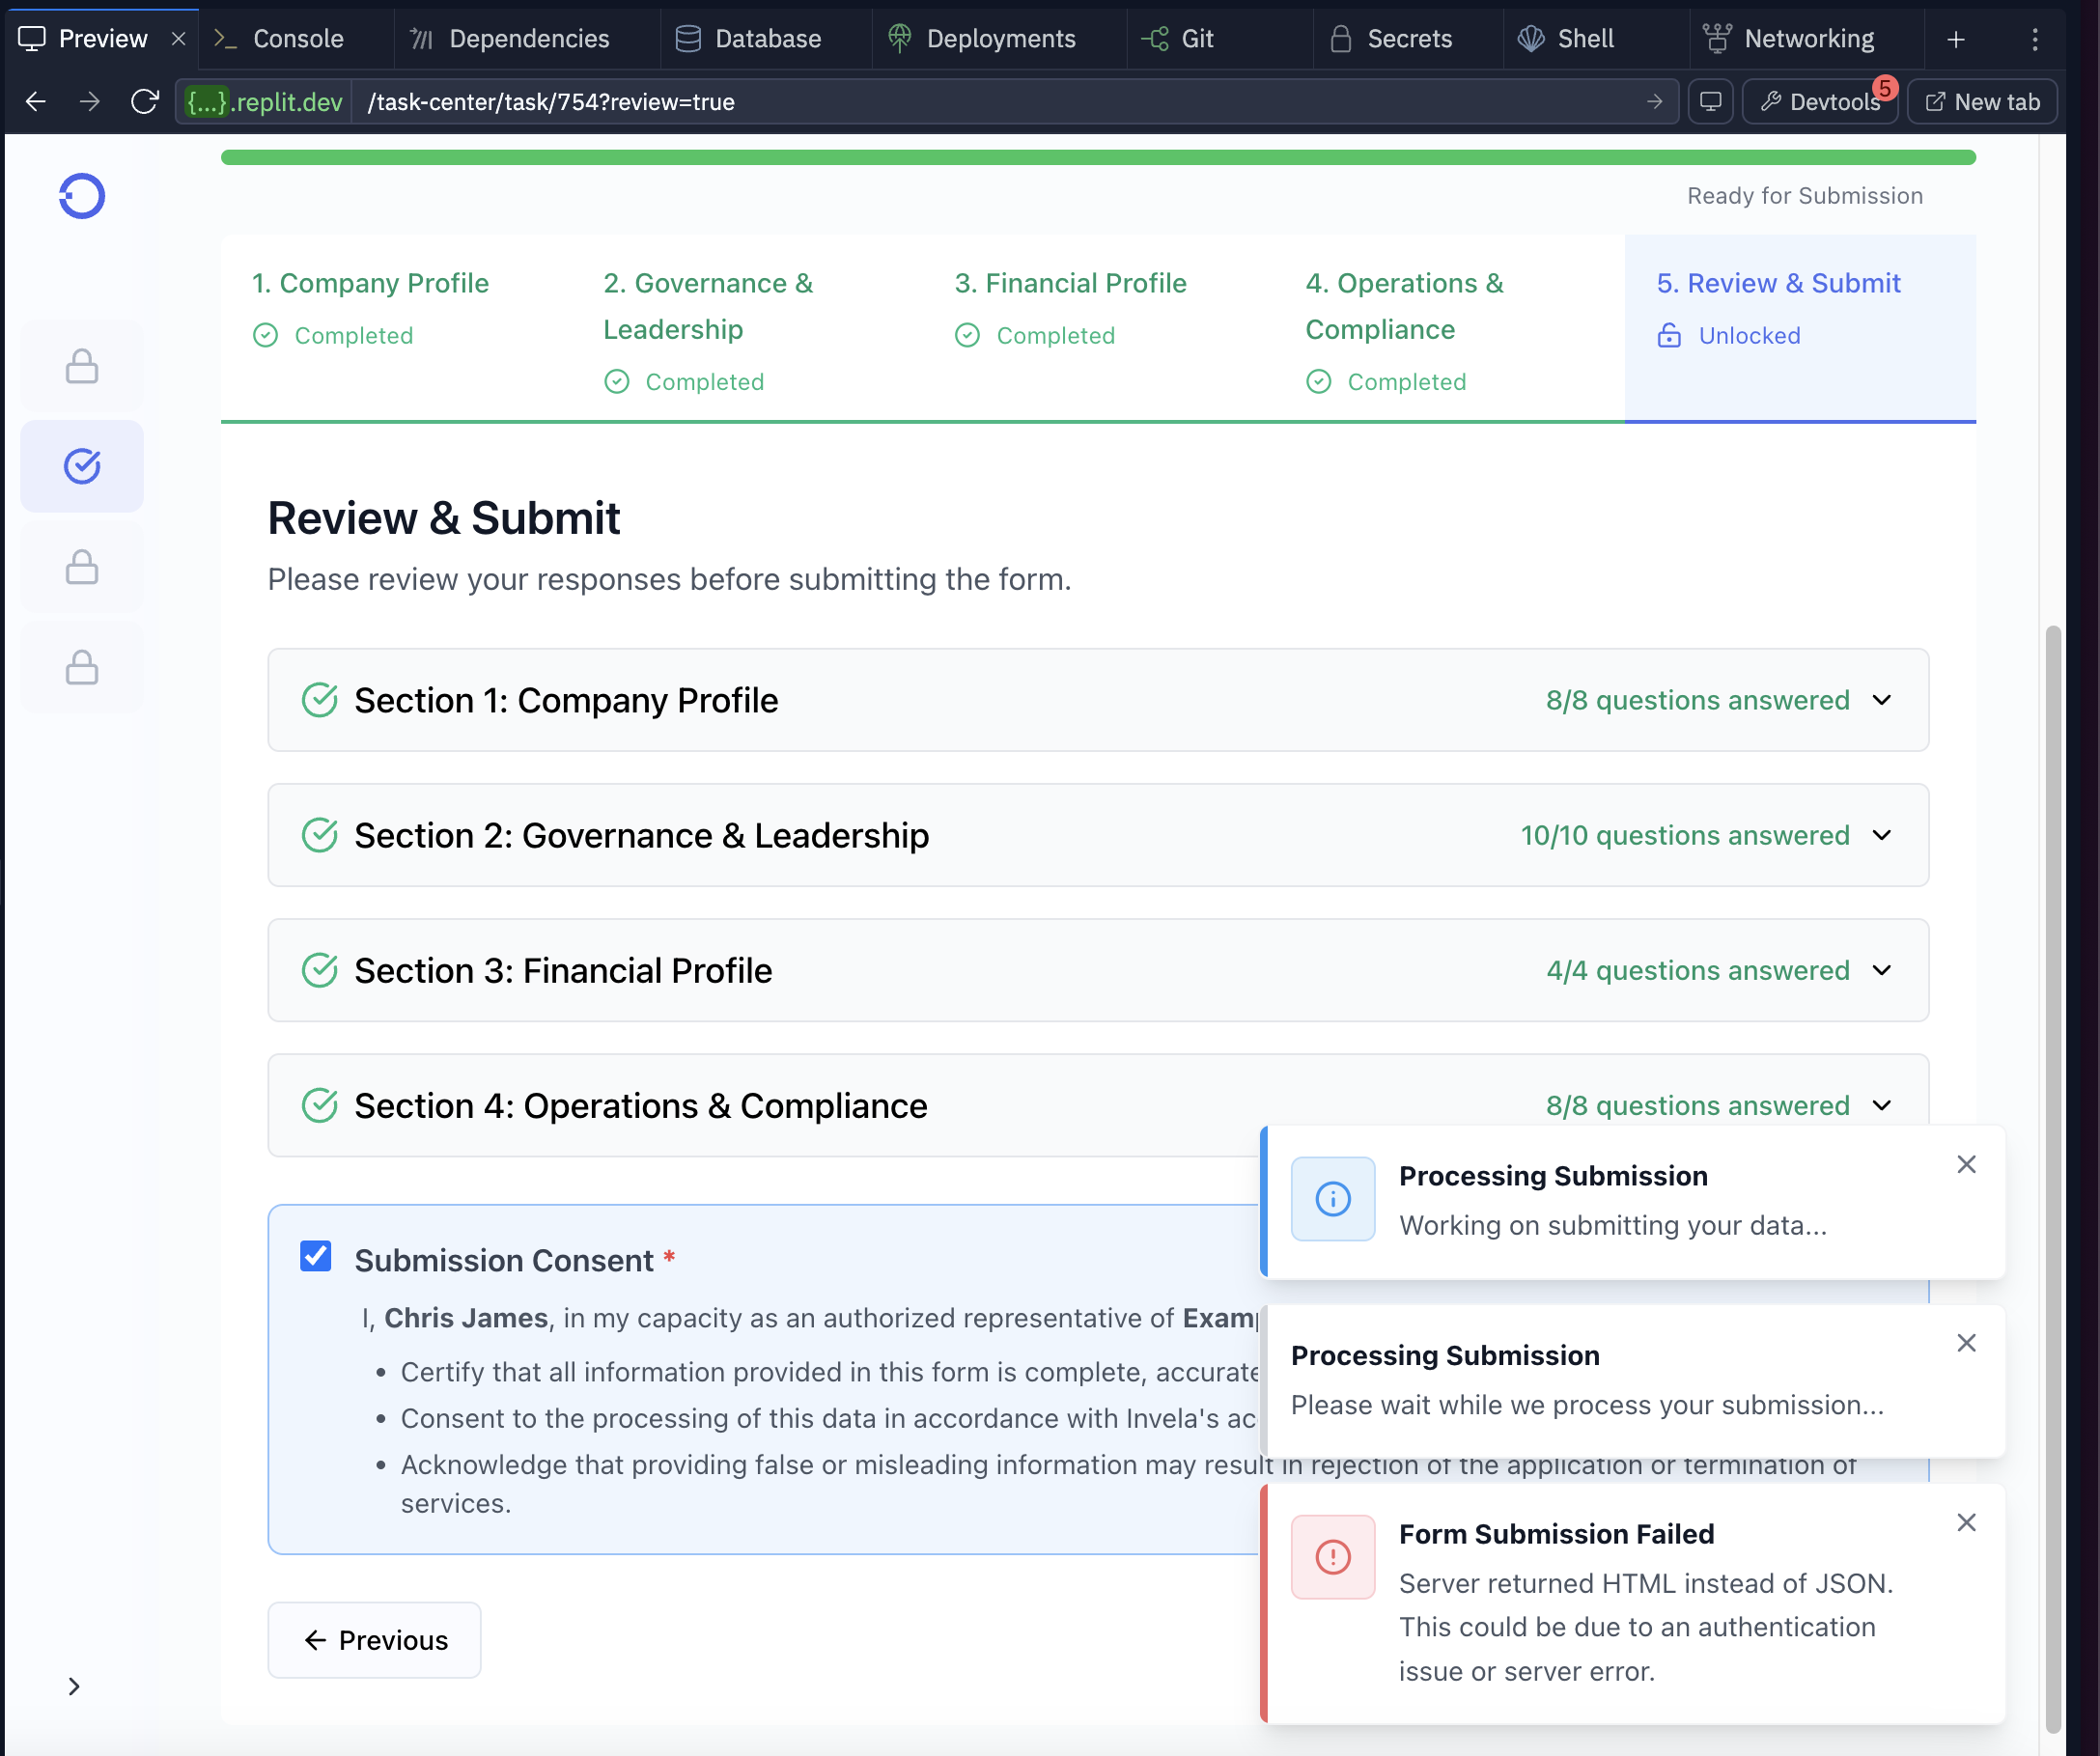 Preview
Console
Dependencies
Database
Deployments
Git
Secrets
Shell
Networking
{...}.replit.dev
/task-center/task/754?review=true
Devtools
5
New tab
Ready for Submission
1. Company Profile
Completed
2. Governance &
Leadership
Completed
3. Financial Profile
Completed
4. Operations &
Compliance
Completed
5. Review & Submit
Unlocked
Review & Submit
Please review your responses before submitting the form.
Section 1: Company Profile
8/8 questions answered
Section 2: Governance & Leadership
10/10 questions answered
Section 3: Financial Profile
4/4 questions answered
Section 4: Operations & Compliance
8/8 questions answered
Submission Consent *
I, Chris James, in my capacity as an authorized representative of
• Certify that all information provided in this form is complete,
• Consent to the processing of this data in accordance with Invela's
• Acknowledge that providing false or misleading information may result in rejection of the application or termination of
services.
Previous
Processing Submission
Working on submitting your data...
Processing Submission
Please wait while we process your submission...
Form Submission Failed
Server returned HTML instead of JSON.
This could be due to an authentication
issue or server error.